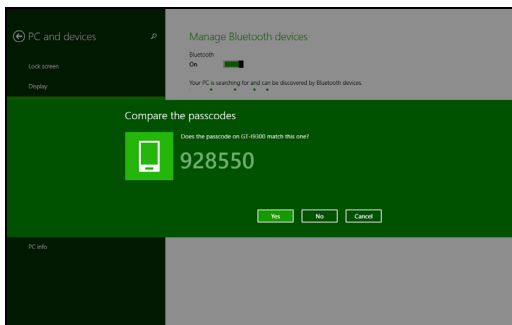 PC and devices
Lock screen
Display
PC info
Manage Bluetooth devices
Bluetooth
On
Your PC is searching for and can be discovered by Bluetooth devices.
Compare the passcodes
Does the passcode on GT-I9300 match this one?
928550
Yes
No
Cancel